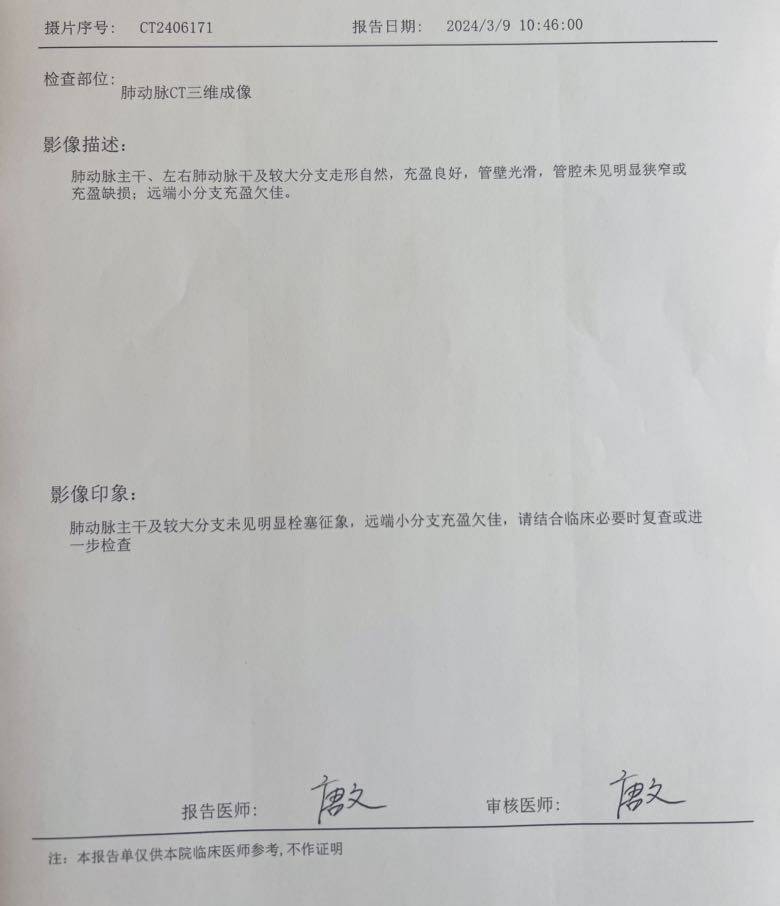 摄片序号: CT2406171 报告日期: 2024/3/9 10:46:00
检查部位:
肺动脉CT三维成像
影像描述:
肺动脉主干、左右肺动脉干及较大分支走形自然，充盈良好，管壁光滑，管腔未见明显狭窄或
充盈缺损；远端小分支充盈欠佳。
影像印象:
肺动脉主干及较大分支未见明显栓塞征象，远端小分支充盈欠佳，请结合临床必要时复查或进
一步检查
报告医师: 唐文 审核医师: 唐文
注: 本报告单仅供本院临床医师参考,不作证明